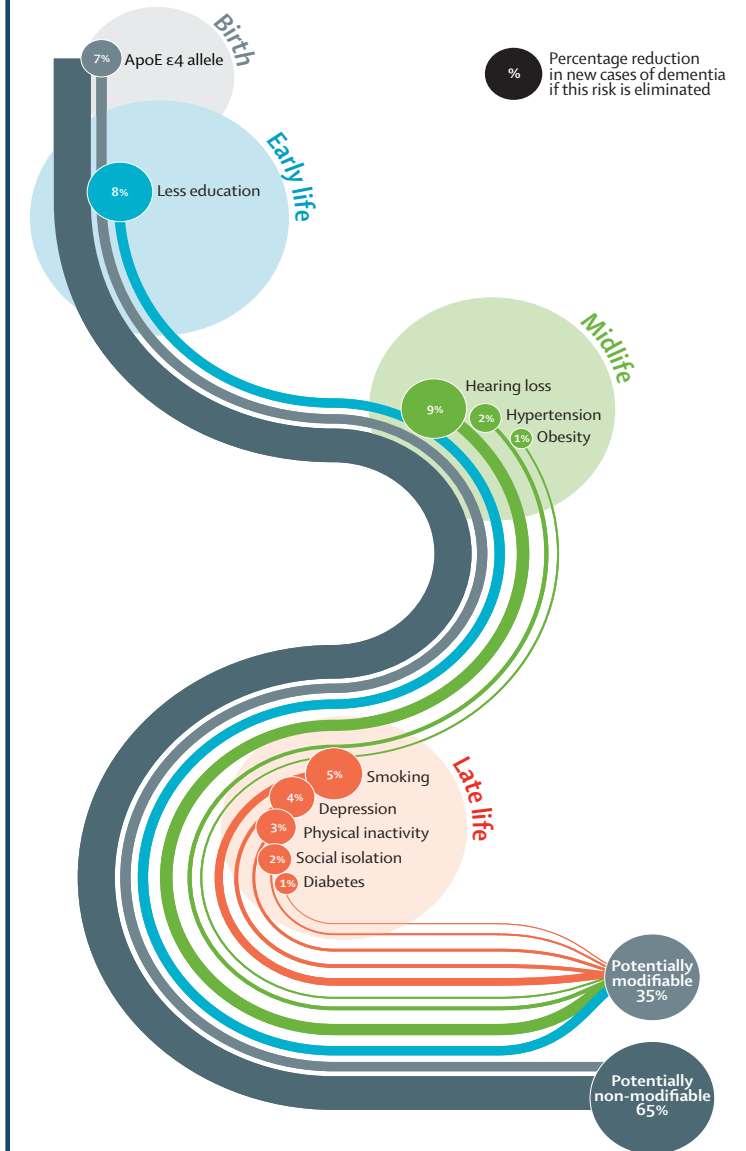 Birth
7%
ApoE ε4 allele
%
Percentage reduction
in new cases of dementia
if this risk is eliminated
Early life
8%
Less education
Midlife
Hearing loss
9%
2%
Hypertension
1%
Obesity
Late life
5%
Smoking
4%
Depression
3%
Physical inactivity
2%
Social isolation
1%
Diabetes
Potentially
modifiable
35%
Potentially
non-modifiable
65%